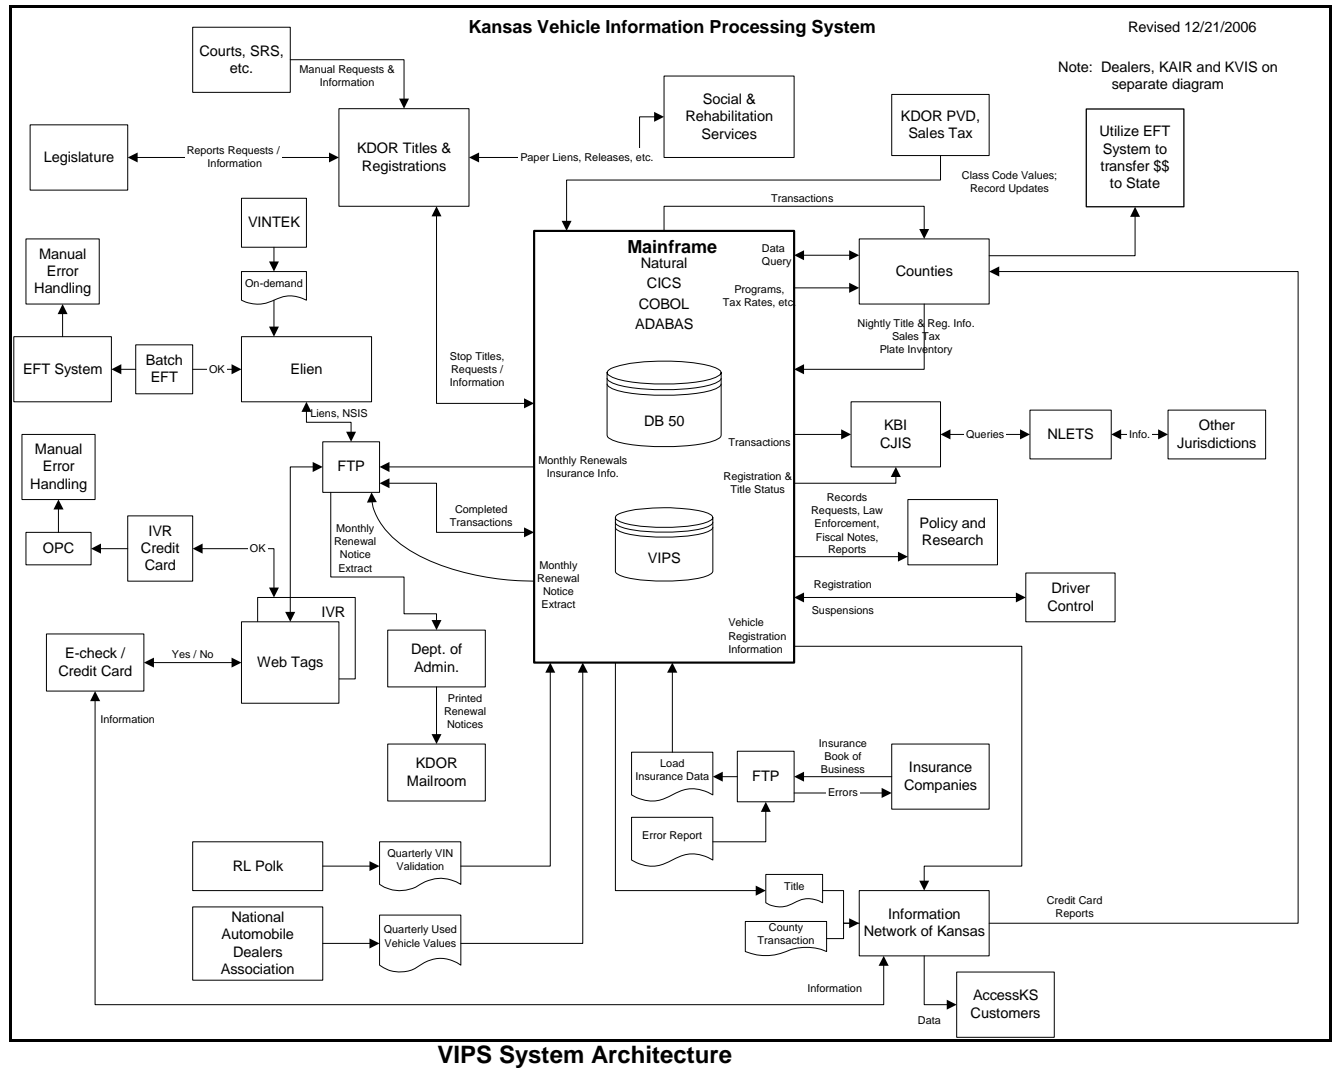 Kansas Vehicle Information Processing System
Revised 12/21/2006
Note: Dealers, KAIR and KVIS on
separate diagram
Courts, SRS,
etc.
Manual Requests &
Information
Social &
Rehabilitation
Services
KDOR PVD,
Sales Tax
Utilize EFT
System to
transfer $$
to State
Legislature
Reports Requests /
Information
KDOR Titles &
Registrations
Paper Liens, Releases, etc.
Class Code Values;
Record Updates
Transactions
VINTEK
Manual
Error
Handling
On-demand
Mainframe
Natural
CICS
COBOL
ADABAS
Data
Query
Programs,
Tax Rates, etc
Counties
Nightly Title & Reg. Info.
Sales Tax
Plate Inventory
EFT System
Batch
EFT
OK
Elien
Stop Titles,
Requests /
Information
Liens, NSIS
DB 50
KBI
CJIS
Queries
NLETS
Info.
Other
Jurisdictions
Transactions
Manual
Error
Handling
FTP
Monthly Renewals
Insurance Info.
Registration &
Title Status
Completed
Transactions
Records
Requests, Law
Enforcement,
Fiscal Notes,
Reports
Policy and
Research
OPC
IVR
Credit
Card
OK
Monthly
Renewal
Notice
Extract
VIPS
Monthly
Renewal
Notice
Extract
Registration
Suspensions
Driver
Control
IVR
Web Tags
E-check /
Credit Card
Yes / No
Dept. of
Admin.
Vehicle
Registration
Information
Information
Printed
Renewal
Notices
KDOR
Mailroom
Load
Insurance Data
FTP
Insurance
Book of
Business
Errors
Insurance
Companies
Error Report
RL Polk
Quarterly VIN
Validation
Title
National
Automobile
Dealers
Association
Quarterly Used
Vehicle Values
County
Transaction
Information
Network of Kansas
Credit Card
Reports
Information
Data
AccessKS
Customers
VIPS System Architecture